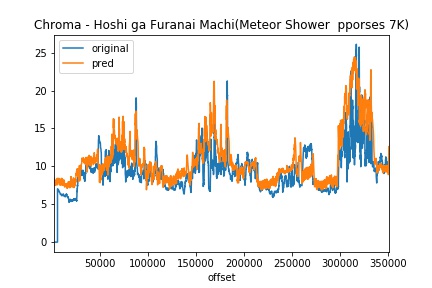 Chroma - Hoshi ga Furanai Machi(Meteor Shower  pporses 7K)
original
pred
25
20
15
10
5
0
50000 100000 150000 200000 250000 300000 350000
offset